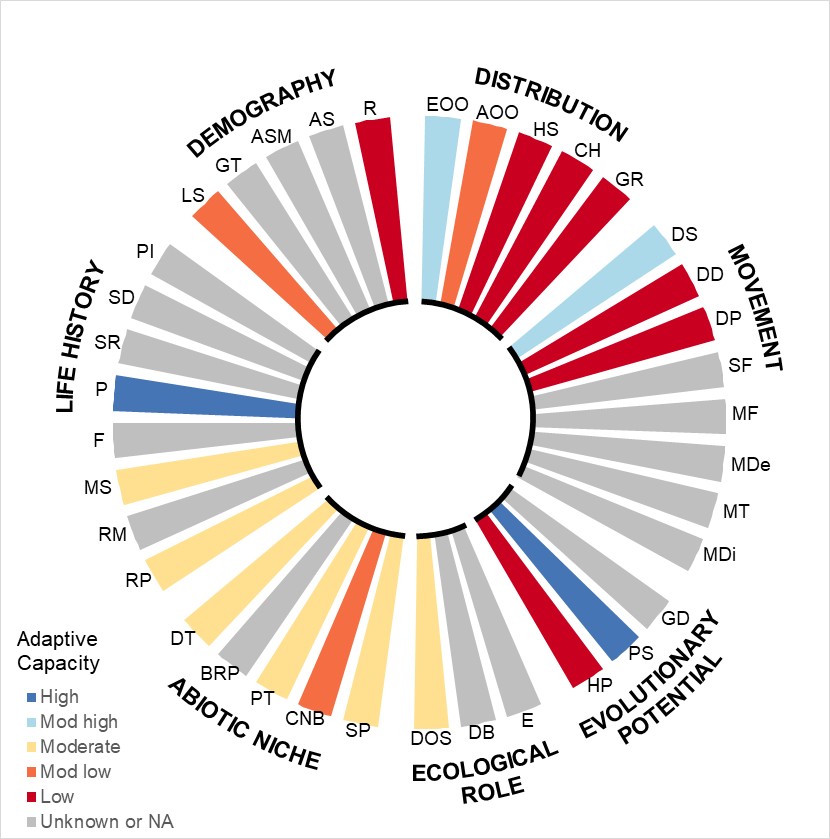 DISTRIBUTION
EOO
AOO
HS
CH
GR
MOVEMENT
DS
DD
DP
SF
MF
MDe
MT
MDi
EVOLUTIONARY
POTENTIAL
GD
PS
HP
ECOLOGICAL
ROLE
E
DB
DOS
ABIOTIC NICHE
SP
CNB
PT
BRP
DT
LIFE HISTORY
RP
RM
MS
F
P
SR
SD
PI
DEMOGRAPHY
LS
GT
ASM
AS
R
Adaptive
Capacity
High
Mod high
Moderate
Mod low
Low
Unknown or NA